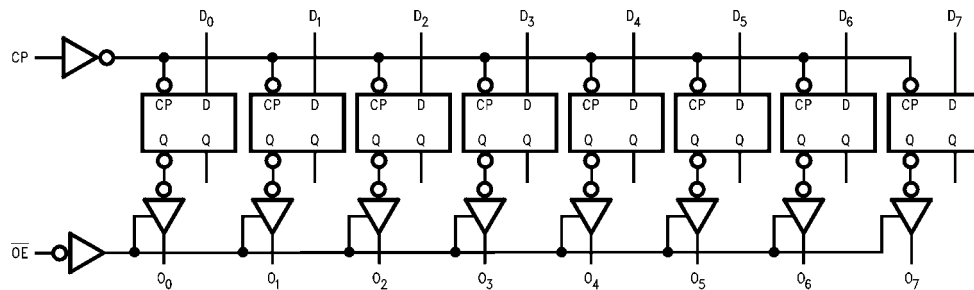 D0 D1 D2 D3 D4 D5 D6 D7
CP
CP D CP D CP D CP D CP D CP D CP D CP D
Q Q Q Q Q Q Q Q Q Q Q Q Q Q Q Q
OE
O0 O1 O2 O3 O4 O5 O6 O7